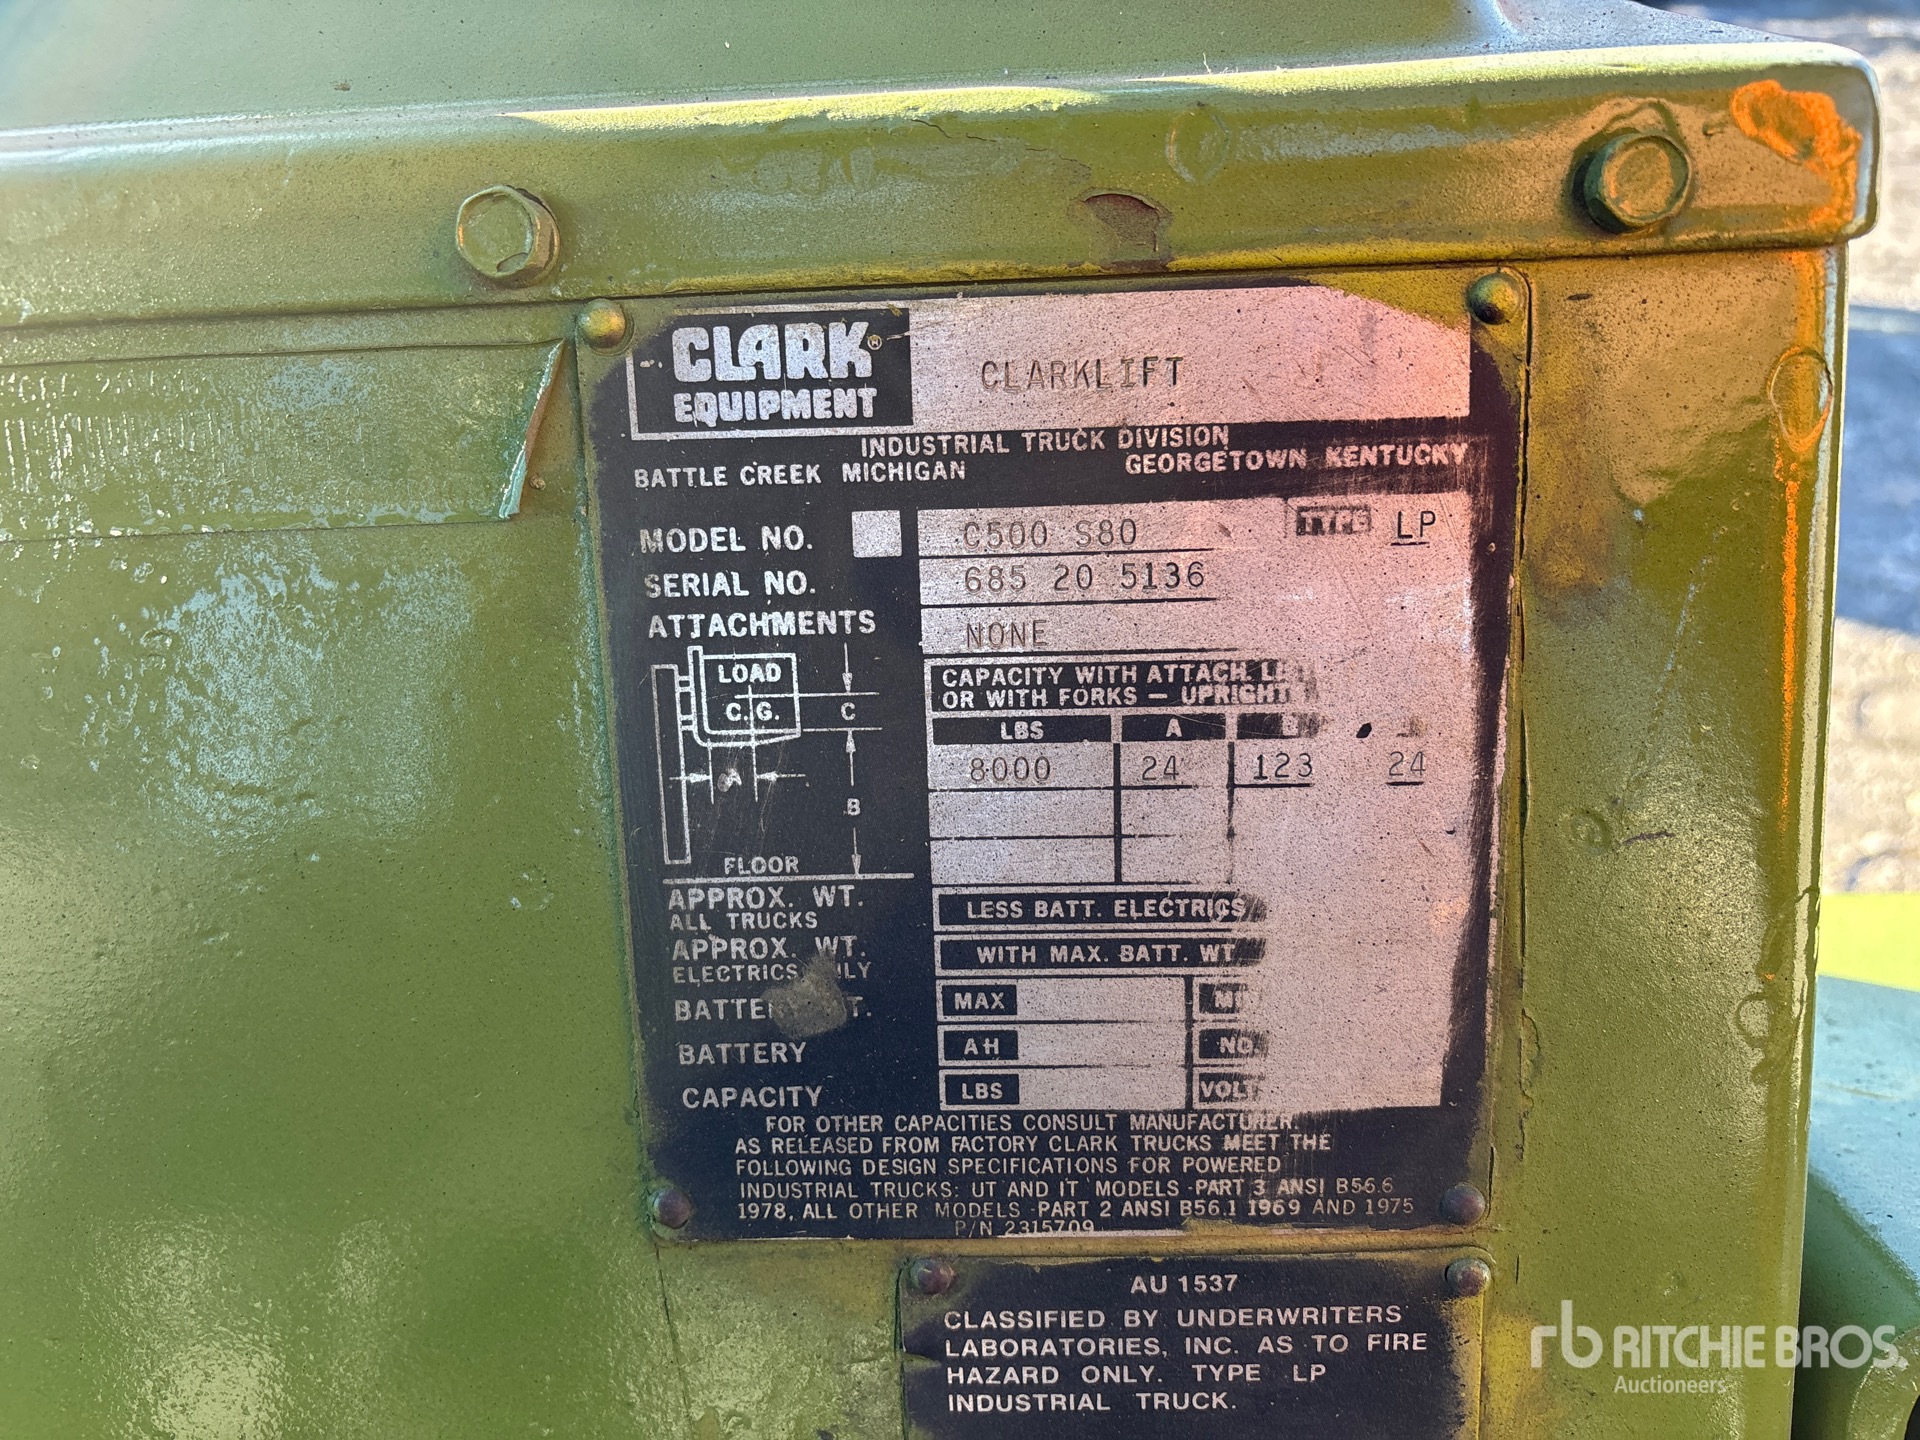 CLARK®
EQUIPMENT
CLARKLIFT
INDUSTRIAL TRUCK DIVISION
BATTLE CREEK MICHIGAN GEORGETOWN KENTUCKY
MODEL NO. C500 S80 TYPE LP
SERIAL NO. 685 20 5136
ATTACHMENTS NONE
LOAD
C.G.
C
A
B
FLOOR
CAPACITY WITH ATTACH.
OR WITH FORKS - UPRIGHT
LBS A
8000 24 123 24
APPROX. WT.
ALL TRUCKS
LESS BATT. ELECTRICS
APPROX. WT.
ELECTRICS
WITH MAX. BATT. WT
MAX
BATTERY AH NO.
CAPACITY LBS VOLT
FOR OTHER CAPACITIES CONSULT MANUFACTURER.
AS RELEASED FROM FACTORY CLARK TRUCKS MEET THE
FOLLOWING DESIGN SPECIFICATIONS FOR POWERED
INDUSTRIAL TRUCKS: UT AND IT MODELS -PART 3 ANSI B56.6
1978, ALL OTHER MODELS -PART 2 ANSI B56.1 1969 AND 1975
P/N 2315709
AU 1537
CLASSIFIED BY UNDERWRITERS
LABORATORIES, INC. AS TO FIRE
HAZARD ONLY. TYPE LP
INDUSTRIAL TRUCK.
rb RITCHIE BROS.
Auctioneers